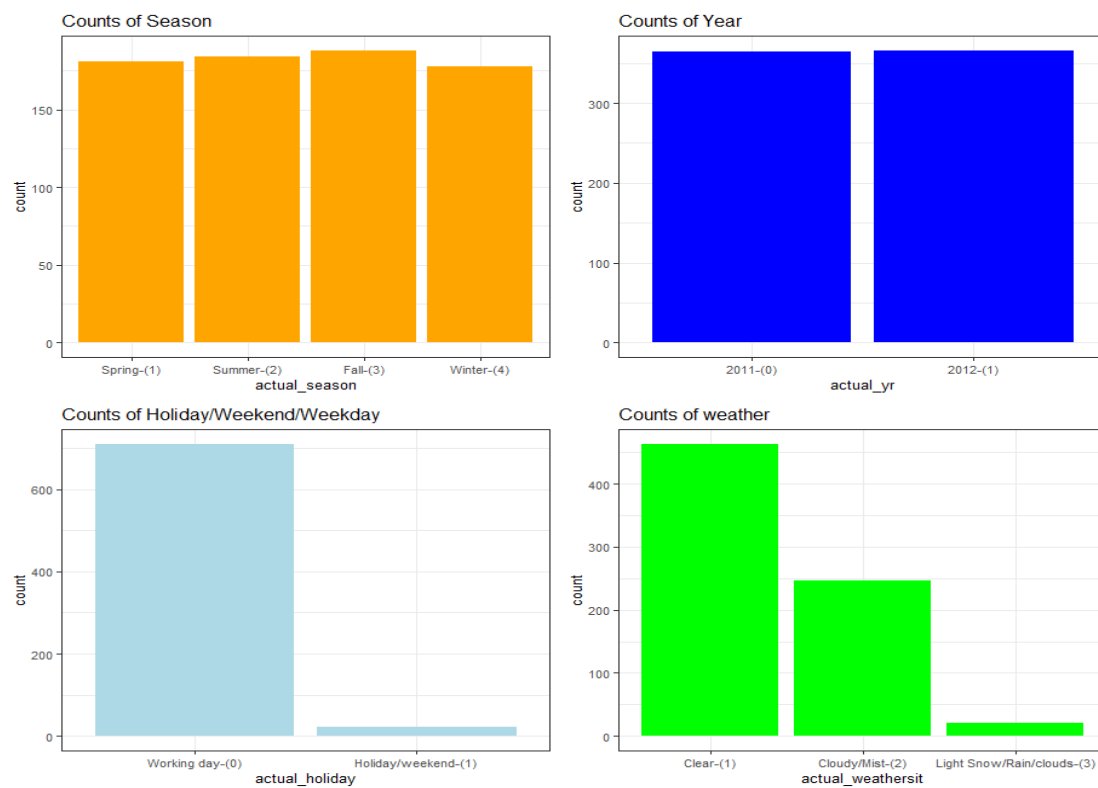 Counts of Season
count
150
100
50
0
Spring-(1) Summer-(2) Fall-(3) Winter-(4)
actual_season
Counts of Year
count
300
200
100
0
2011-(0) 2012-(1)
actual_yr
Counts of Holiday/Weekend/Weekday
count
600
400
200
0
Working day-(0) Holiday/weekend-(1)
actual_holiday
Counts of weather
count
400
300
200
100
0
Clear-(1) Cloudy/Mist-(2) Light Snow/Rain/clouds-(3)
actual_weathersit